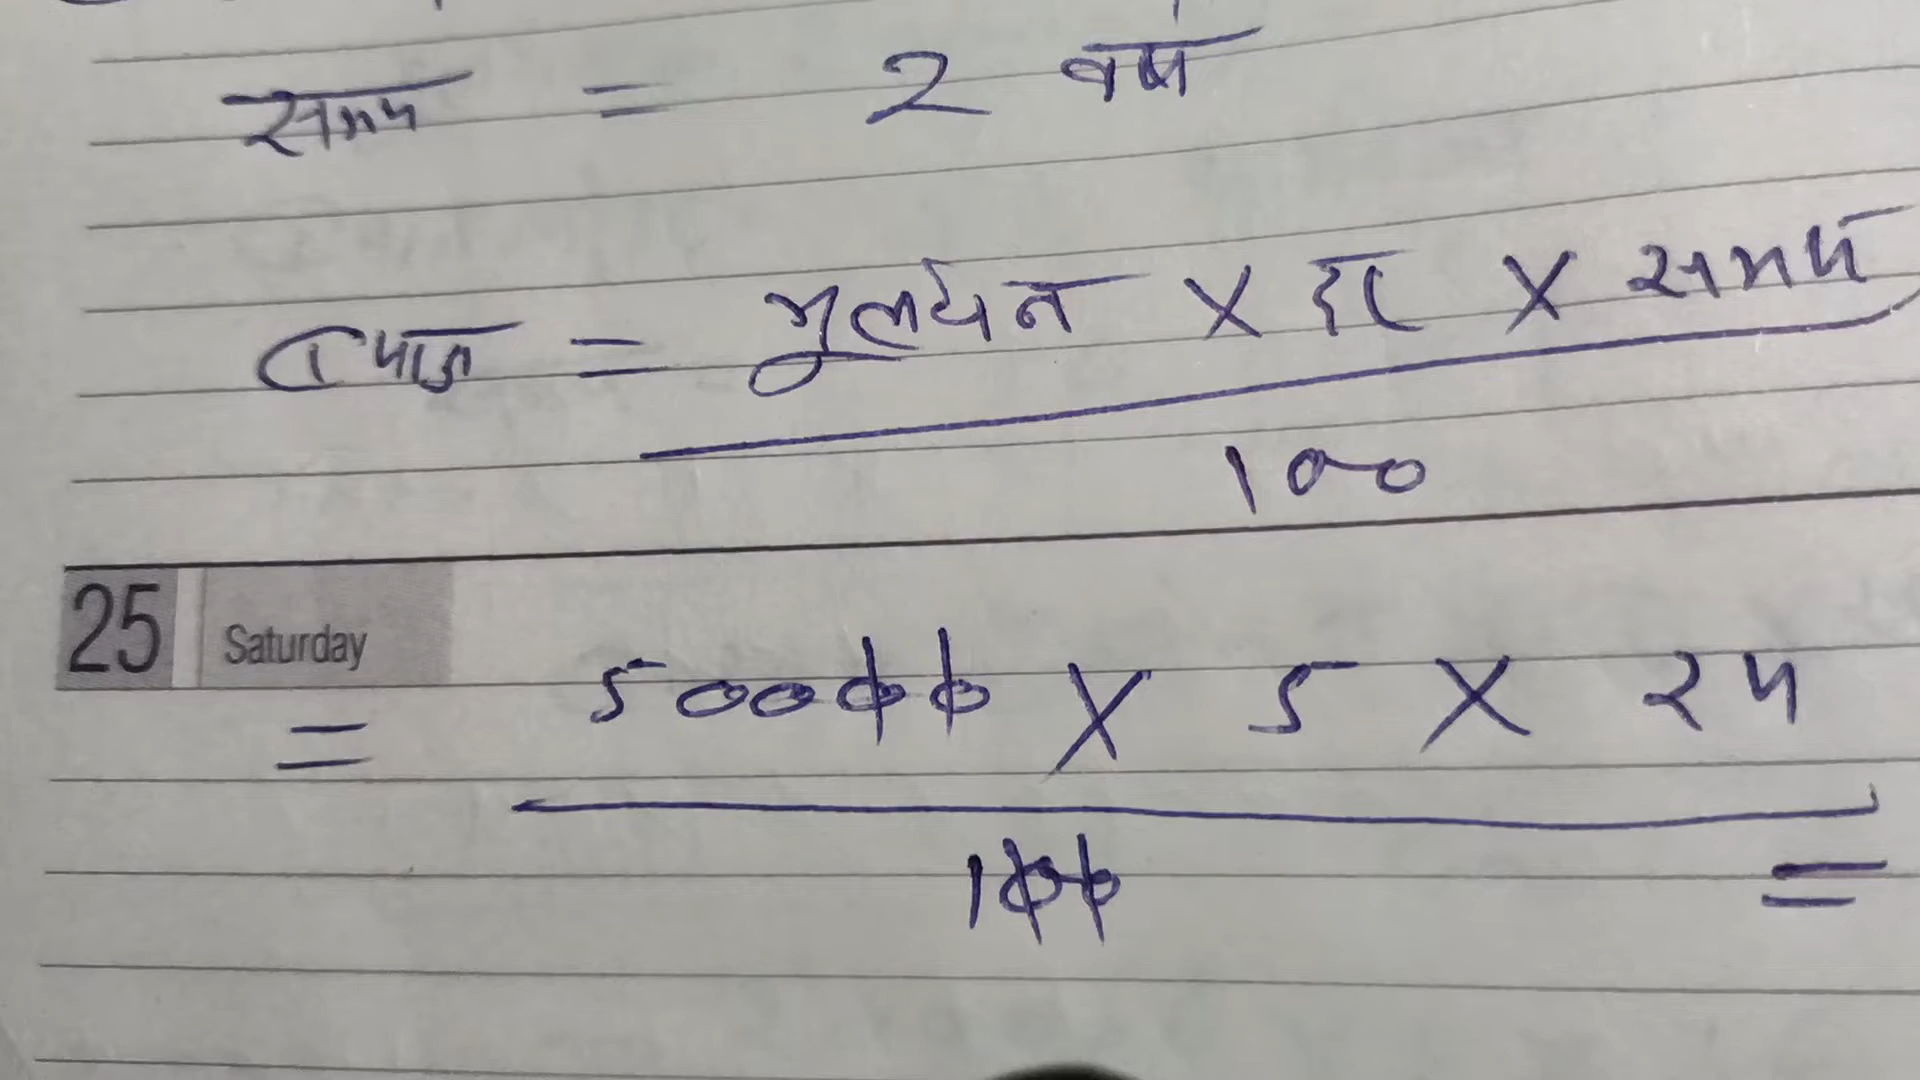 समय = 2 वर्ष
ब्याज = मूलधन X दर X समय
100
25 Saturday
= 50000 X 5 X 2
100 =